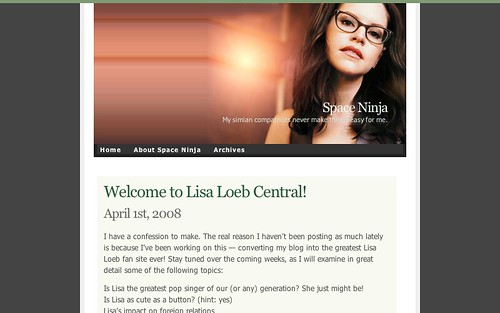 Space Ninja
My simian companions never make things easy for me.
Home About Space Ninja Archives
Welcome to Lisa Loeb Central!
April 1st, 2008
I have a confession to make. The real reason I haven't been posting as much lately
is because I've been working on this — converting my blog into the greatest Lisa
Loeb fan site ever! Stay tuned over the coming weeks, as I will examine in great
detail some of the following topics:
Is Lisa the greatest pop singer of our (or any) generation? She just might be!
Is Lisa as cute as a button? (hint: yes)
Lisa's impact on foreign relations